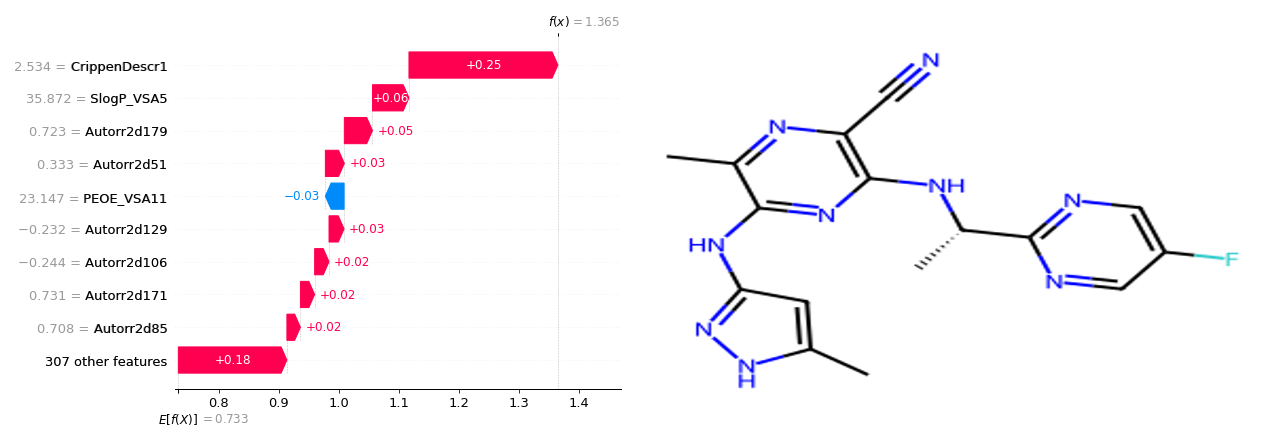 f(x) = 1.365
2.534 = CrippenDescr1
+0.25
35.872 = SlogP_VSA5
+0.06
0.723 = Autorr2d179
+0.05
0.333 = Autorr2d51
+0.03
23.147 = PEOE_VSA11
−0.03
−0.232 = Autorr2d129
+0.03
−0.244 = Autorr2d106
+0.02
0.731 = Autorr2d171
+0.02
0.708 = Autorr2d85
+0.02
307 other features
+0.18
0.8 0.9 1.0 1.1 1.2 1.3 1.4
E[f(X)] = 0.733
N
N
NH
N
N
HN
F
N
N
N
H